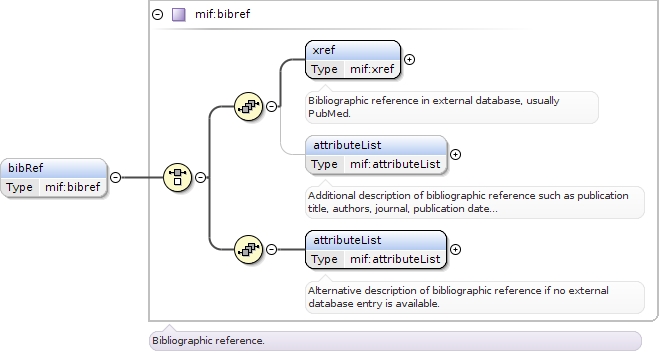 mif:bibref
xref
Type mif:xref
Bibliographic reference in external database, usually
PubMed.
attributeList
Type mif:attributeList
Additional description of bibliographic reference such as publication
title, authors, journal, publication date...
bibRef
Type mif:bibref
attributeList
Type mif:attributeList
Alternative description of bibliographic reference if no external
database entry is available.
Bibliographic reference.